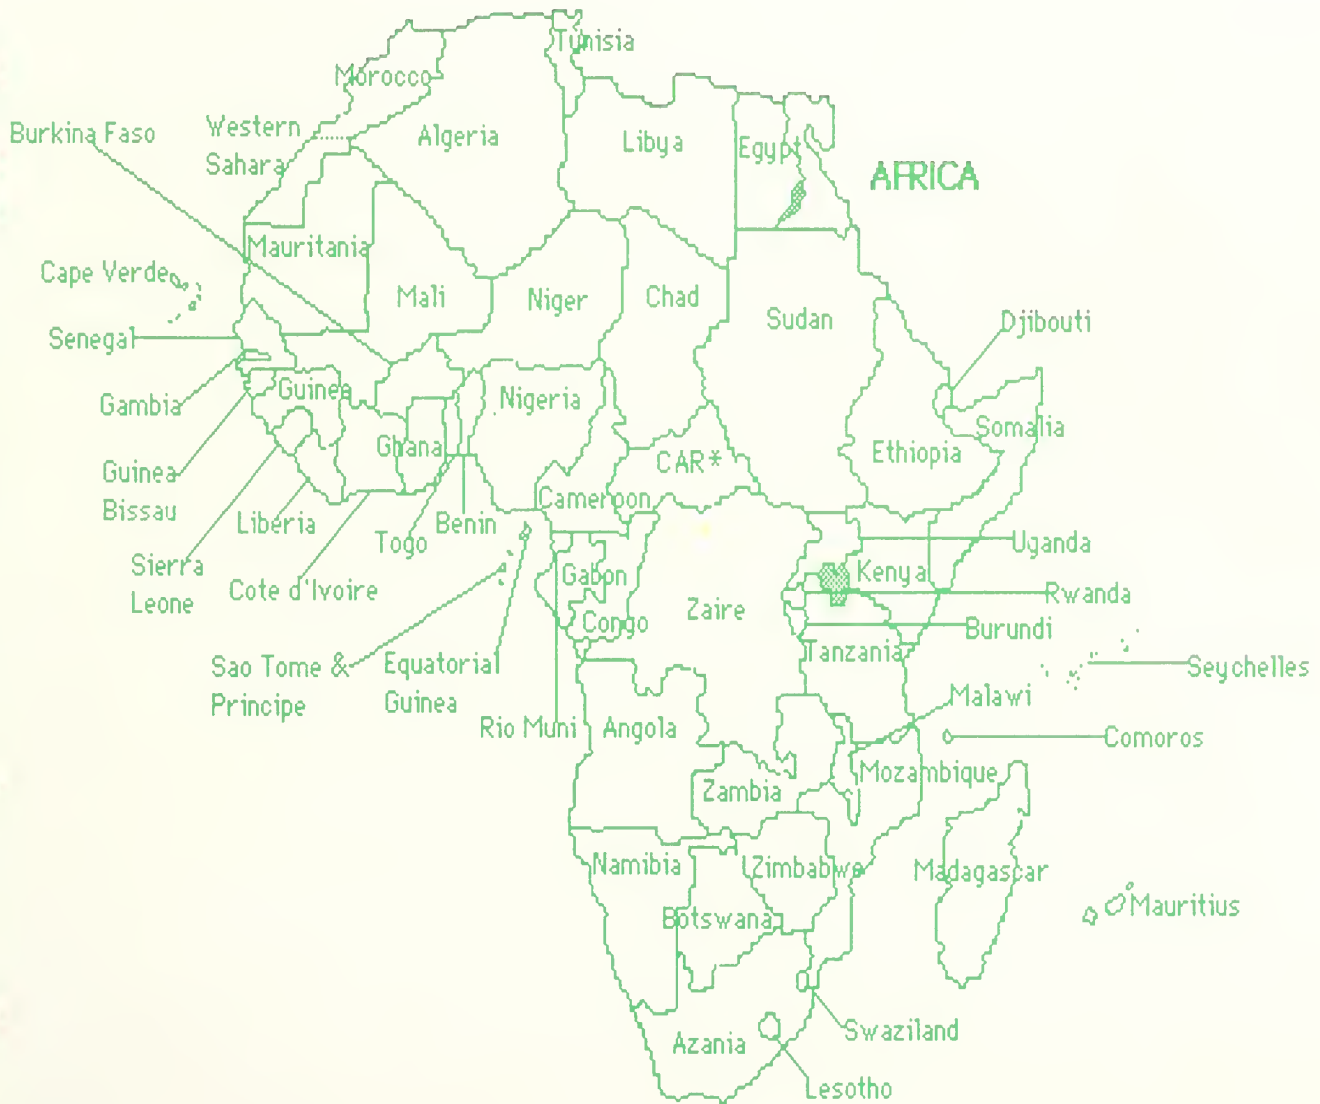 Tunisia
Morocco
Burkina Faso
Western
Sahara
Algeria
Libya
Egypt
AFRICA
Mauritania
Cape Verde
Mali
Niger
Chad
Sudan
Djibouti
Senegal
Gambia
Guinea
Nigeria
Somalia
Ghana
Ethiopia
CAR*
Guinea
Bissau
Cameroon
Liberia
Togo
Benin
Uganda
Sierra
Leone
Cote d'Ivoire
Gabon
Kenya
Rwanda
Zaire
Congo
Burundi
Tanzania
Sao Tome &
Principe
Equatorial
Guinea
Seychelles
Malawi
Rio Muni
Angola
Comoros
Mozambique
Zambia
Namibia
Zimbabwe
Madagascar
Botswana
Mauritius
Swaziland
Azania
Lesotho